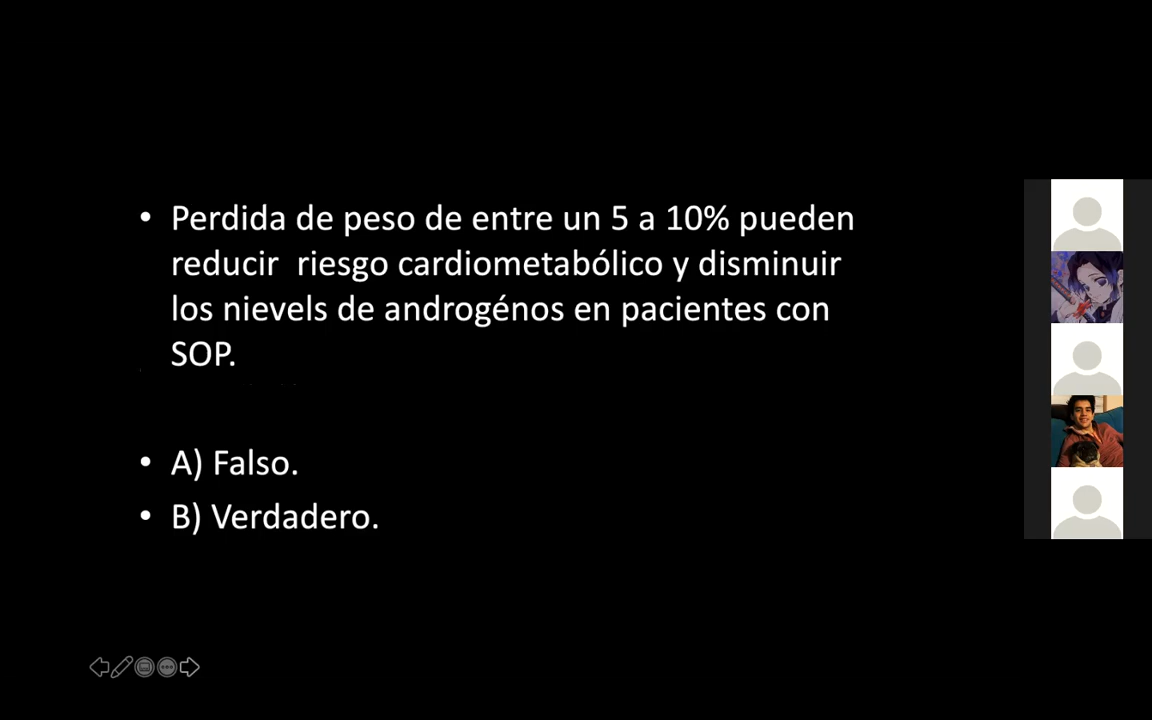 • Perdida de peso de entre un 5 a 10% pueden
reducir  riesgo cardiometabólico y disminuir
los nievels de androgénos en pacientes con
SOP.
• A) Falso.
• B) Verdadero.